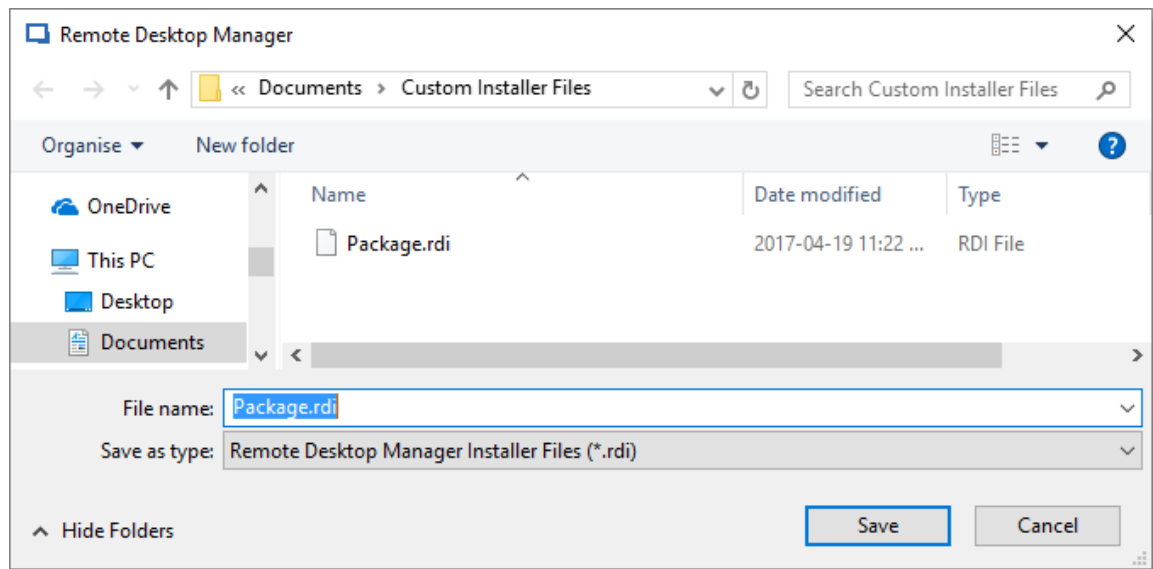 Remote Desktop Manager
« Documents > Custom Installer Files
Search Custom Installer Files
Organise
New folder
?
Name
Date modified
Type
OneDrive
This PC
Desktop
Documents
Package.rdi
2017-04-19 11:22 ...
RDI File
File name: Package.rdi
Save as type: Remote Desktop Manager Installer Files (*.rdi)
Hide Folders
Save
Cancel